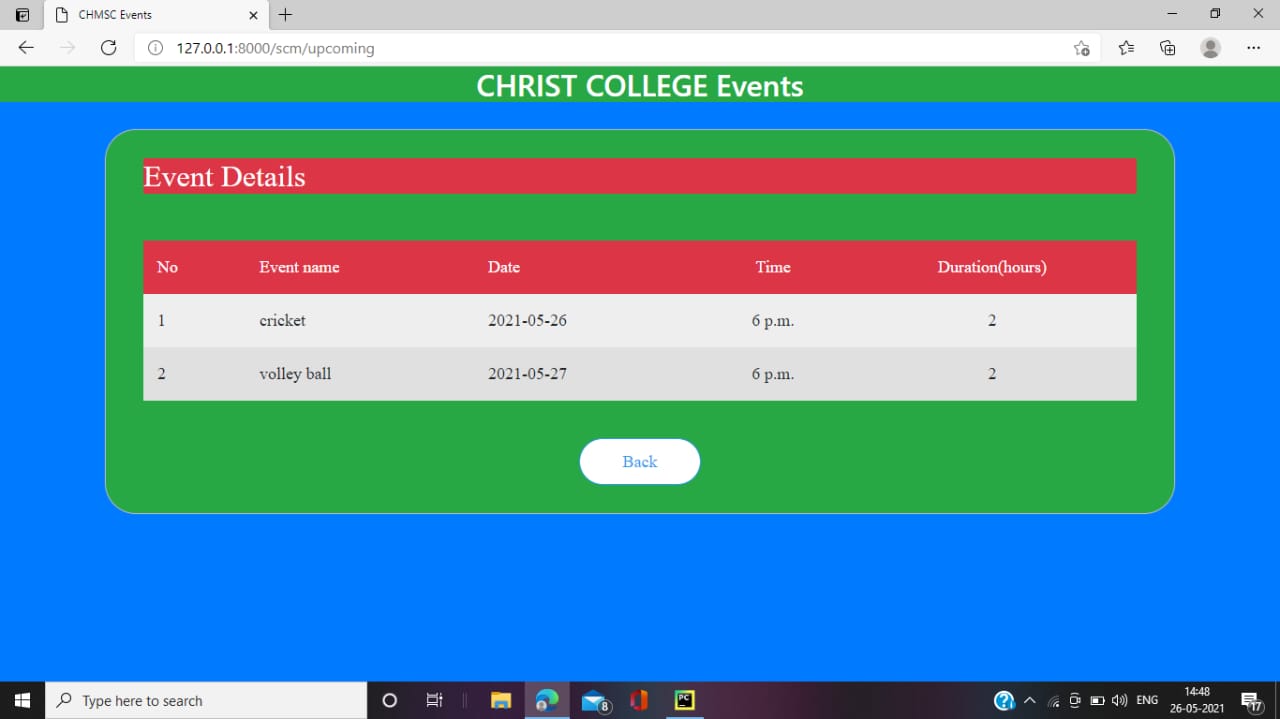 CHMSC Events
127.0.0.1:8000/scm/upcoming
CHRIST COLLEGE Events
Event Details
No Event name Date Time Duration(hours)
1 cricket 2021-05-26 6 p.m. 2
2 volley ball 2021-05-27 6 p.m. 2
Back
Type here to search
8
PC
ENG
14:48
26-05-2021
17